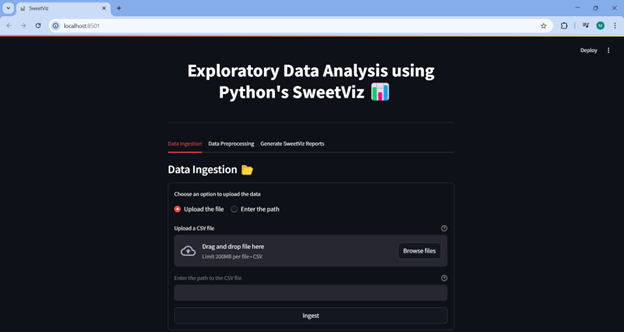 SweetViz
localhost:8501
M
Deploy
Exploratory Data Analysis using
Python's SweetViz
Data Ingestion Data Preprocessing Generate SweetViz Reports
Data Ingestion
Choose an option to upload the data
Upload the file Enter the path
Upload a CSV file
Drag and drop file here
Limit 200MB per file • CSV
Browse files
Enter the path to the CSV file
Ingest